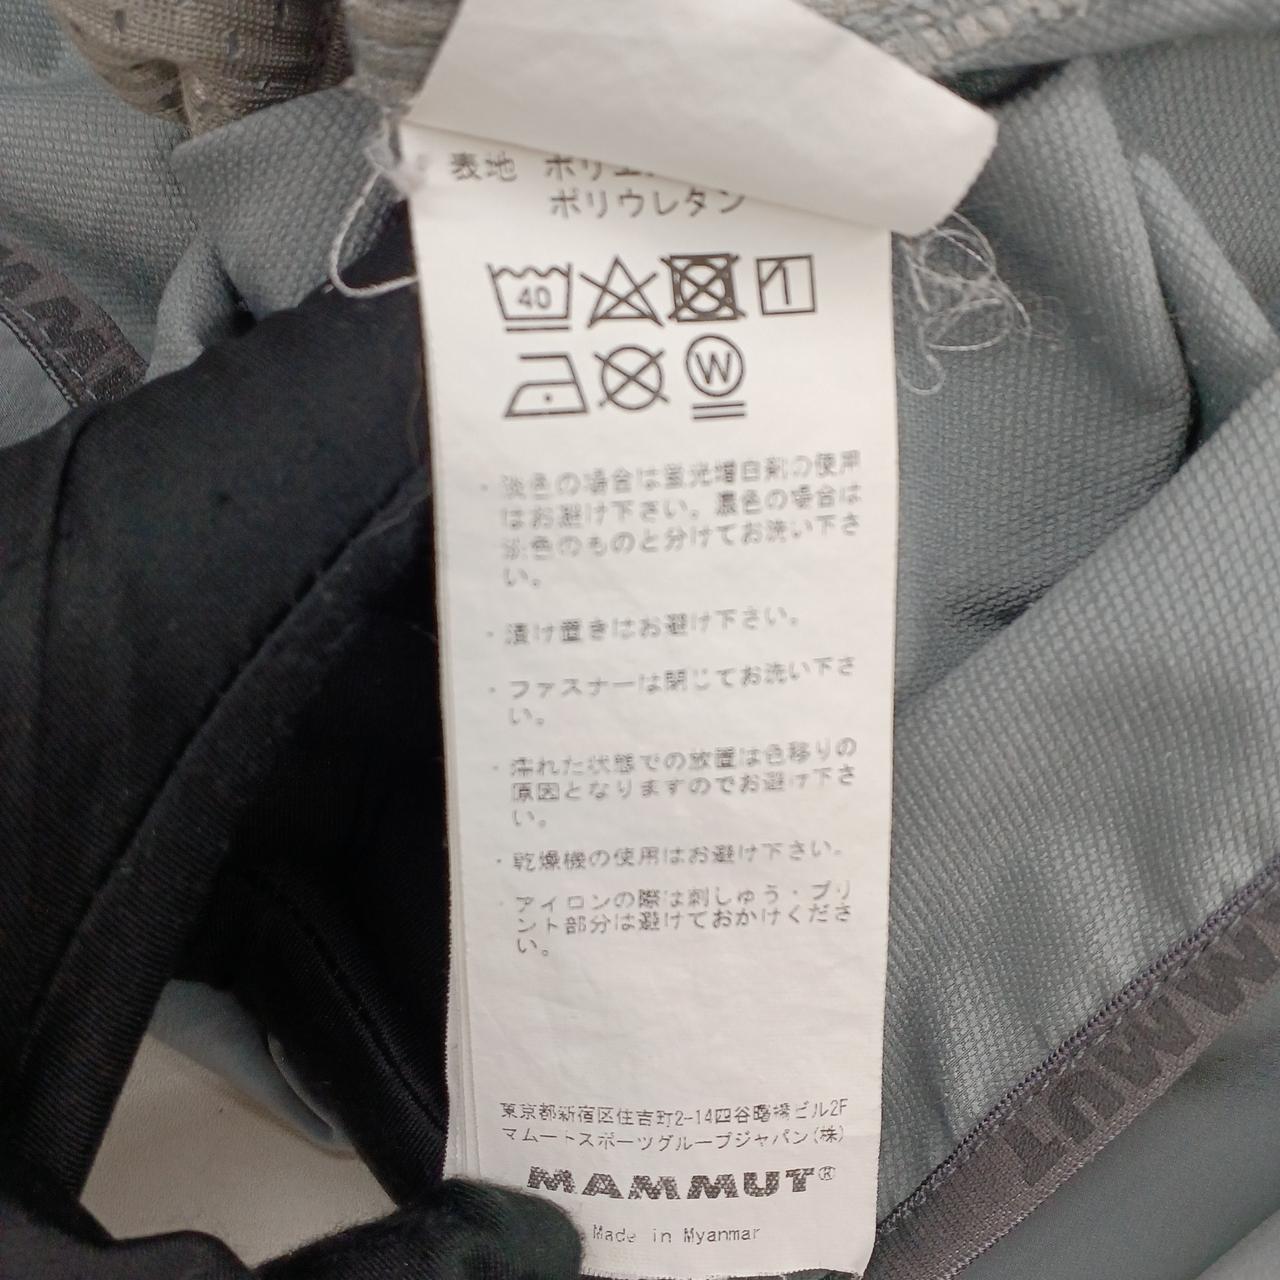 表地 ポリエ
ポリウレタン
40
W
・淡色の場合は蛍光増白剤の使用
はお避け下さい。濃色の場合は
淡色のものと分けてお洗い下さ
い。
・漬け置きはお避け下さい。
・ファスナーは閉じてお洗い下さ
い。
・濡れた状態での放置は色移りの
原因となりますのでお避け下さ
い。
・乾燥機の使用はお避け下さい。
・アイロンの際は刺しゅう・プリ
ント部分は避けておかけくださ
い。
東京都新宿区住吉町2-14四谷曙橋ビル2F
マムートスポーツグループジャパン(株)
MAMMUT®
Made in Myanmar
MAMMUT